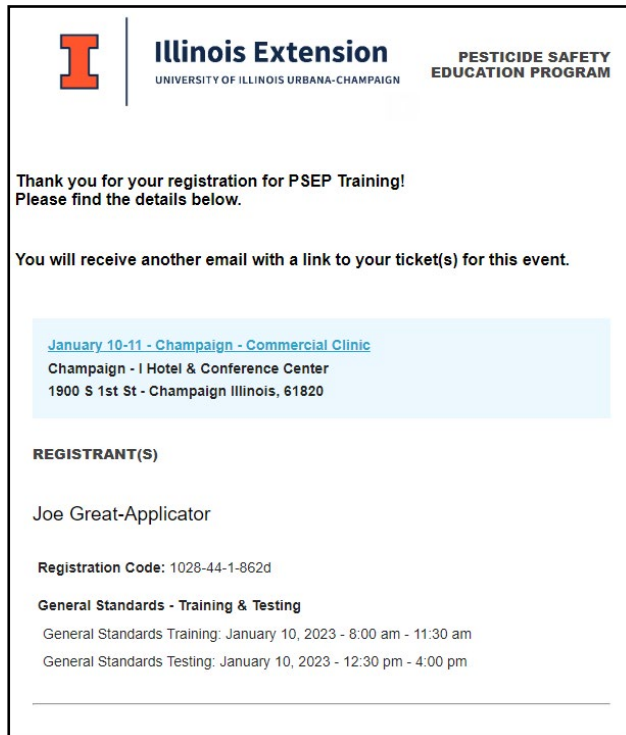 I
Illinois Extension
UNIVERSITY OF ILLINOIS URBANA-CHAMPAIGN
PESTICIDE SAFETY
EDUCATION PROGRAM
Thank you for your registration for PSEP Training!
Please find the details below.
You will receive another email with a link to your ticket(s) for this event.
January 10-11 - Champaign - Commercial Clinic
Champaign - I Hotel & Conference Center
1900 S 1st St - Champaign Illinois, 61820
REGISTRANT(S)
Joe Great-Applicator
Registration Code: 1028-44-1-862d
General Standards - Training & Testing
General Standards Training: January 10, 2023 - 8:00 am - 11:30 am
General Standards Testing: January 10, 2023 - 12:30 pm - 4:00 pm